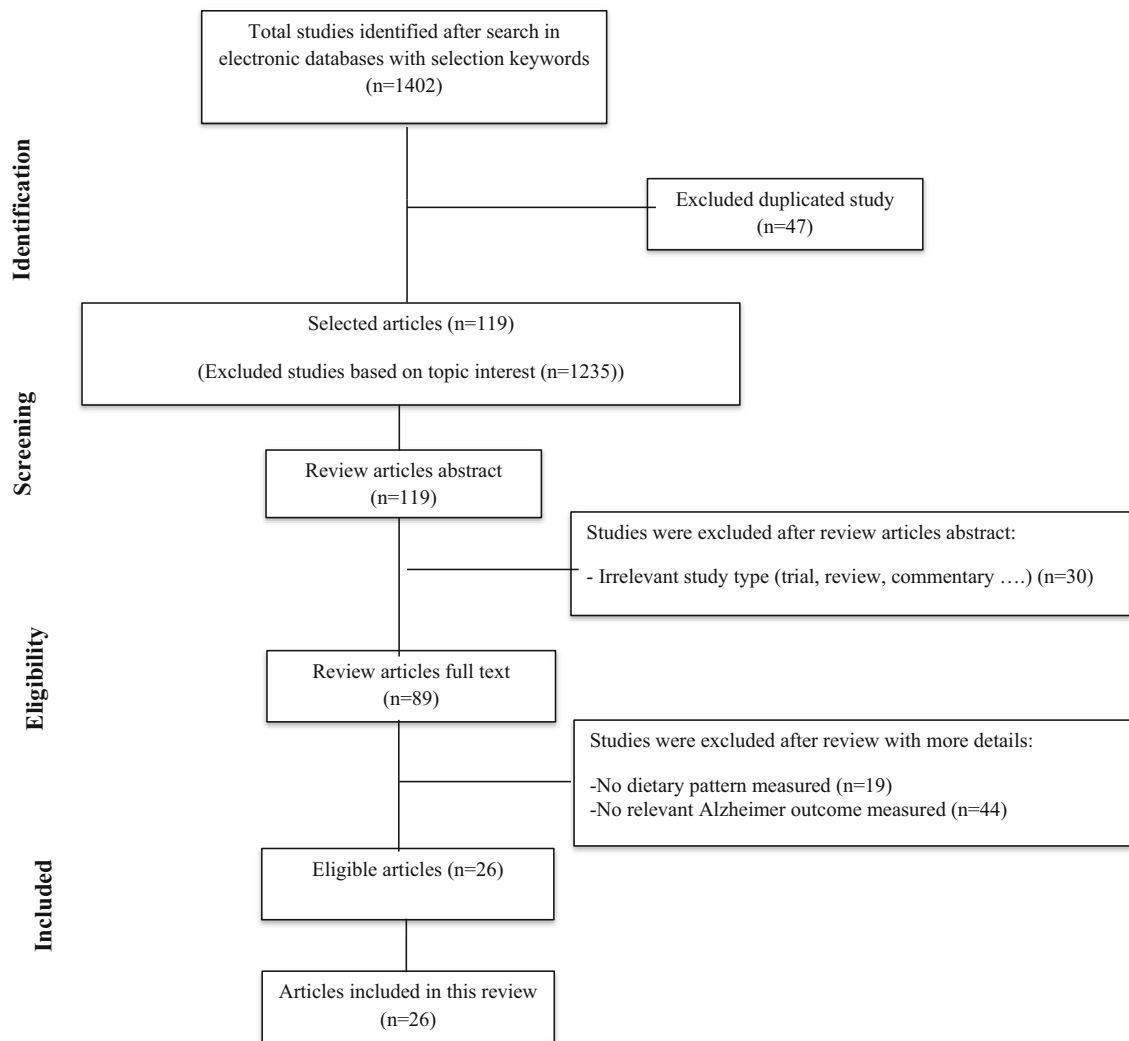 Total studies identified after search in
electronic databases with selection keywords
(n=1402)
Identification
Excluded duplicated study
(n=47)
Selected articles (n=119)
(Excluded studies based on topic interest (n=1235))
Screening
Review articles abstract
(n=119)
Studies were excluded after review articles abstract:
- Irrelevant study type (trial, review, commentary ….) (n=30)
Eligibility
Review articles full text
(n=89)
Studies were excluded after review with more details:
-No dietary pattern measured (n=19)
-No relevant Alzheimer outcome measured (n=44)
Included
Eligible articles (n=26)
Articles included in this review
(n=26)